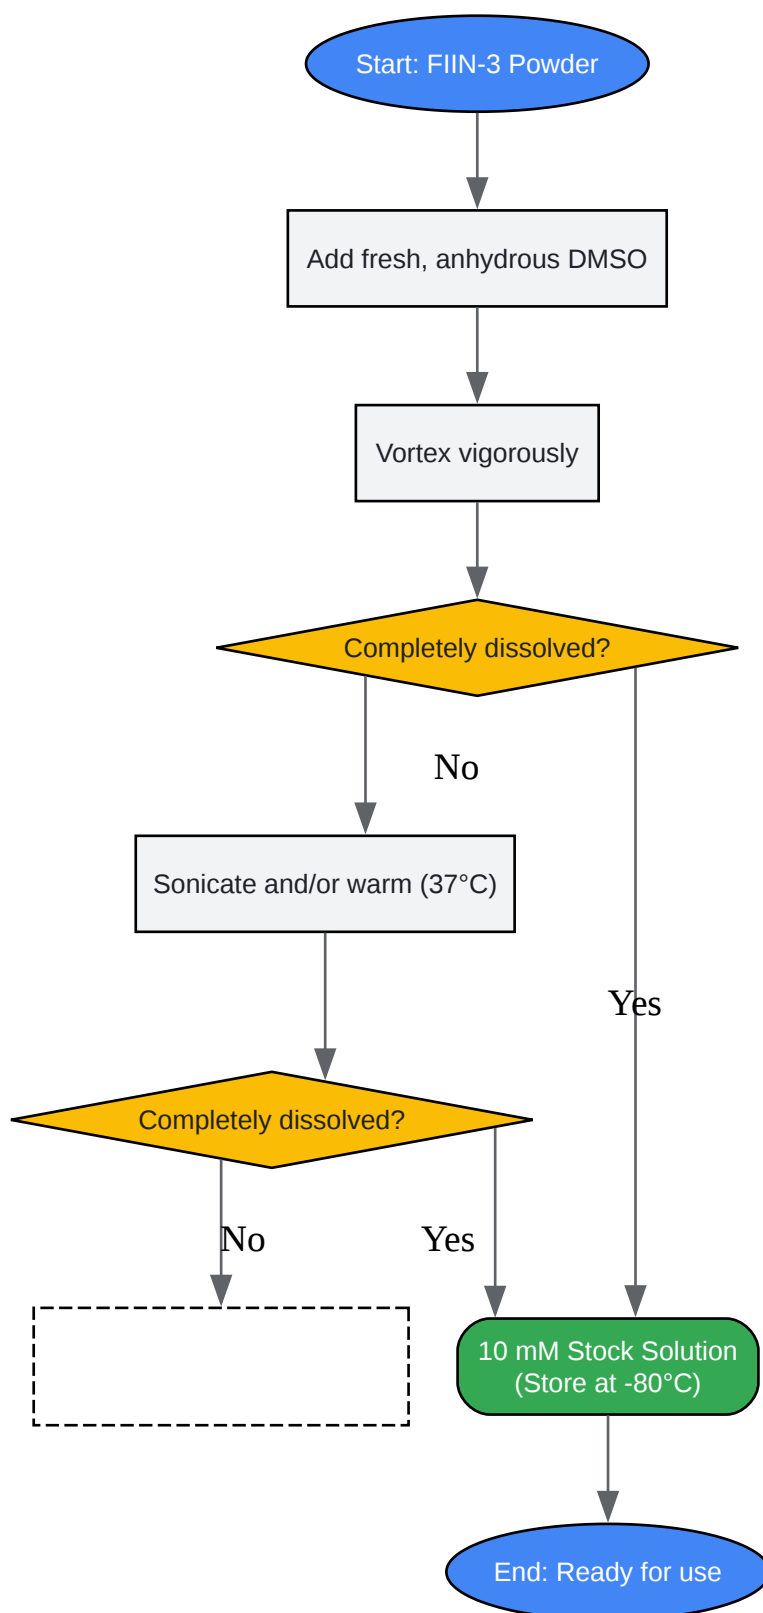 Start: FIIN-3 Powder
Add fresh, anhydrous DMSO
Vortex vigorously
Completely dissolved?
No
Sonicate and/or warm (37°C)
Yes
Completely dissolved?
No
Yes
10 mM Stock Solution
(Store at -80°C)
End: Ready for use